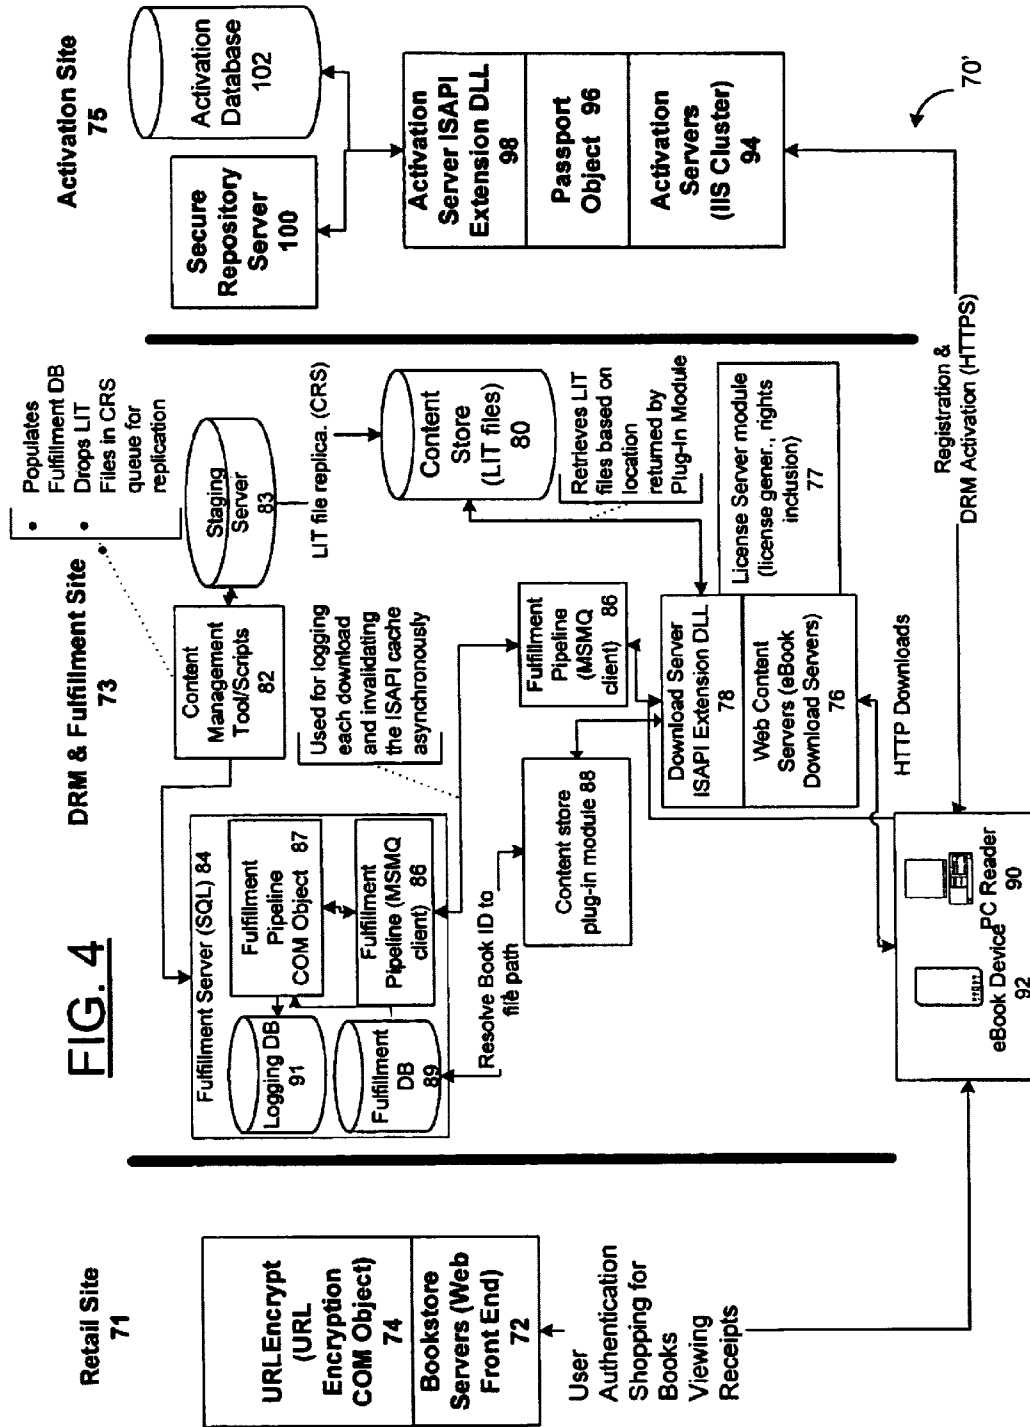 FIG. 4
Retail Site
71
URLEncrypt
(URL
Encryption
COM Object)
74
Bookstore
Servers (Web
Front End)
72
User
Authentication
Shopping for
Books
Viewing
Receipts
DRM & Fulfillment Site
73
Fulfillment Server (SQL) 84
Logging DB
91
Fulfillment
Pipeline
COM Object
87
Fulfillment
DB
89
Fulfillment
Pipeline (MSMQ
client)
86
Resolve Book ID to
file path
Content
Management
Tool/Scripts
82
• Populates
Fulfillment DB
• Drops LIT
Files in CRS
queue for
replication
Staging
Server
83
LIT file replica. (CRS)
Used for logging
each download
and invalidating
the ISAPI cache
asynchronously
Content
Store
(LIT files)
80
Fulfillment
Pipeline
(MSMQ
client)
86
Retrieves LIT
files based on
location
returned by
Plug-In Module
Content store
plug-in module 88
Download Server
ISAPI Extension DLL
78
Web Content
Servers (eBook
Download Servers)
76
License Server module
(license gener., rights
inclusion)
77
HTTP Downloads
eBook Device
92
PC Reader
90
Activation Site
75
Secure
Repository
Server
100
Activation
Database
102
Activation
Server ISAPI
Extension DLL
98
Passport
Object 96
Activation
Servers
(IIS Cluster)
94
Registration &
DRM Activation (HTTPS)
70'